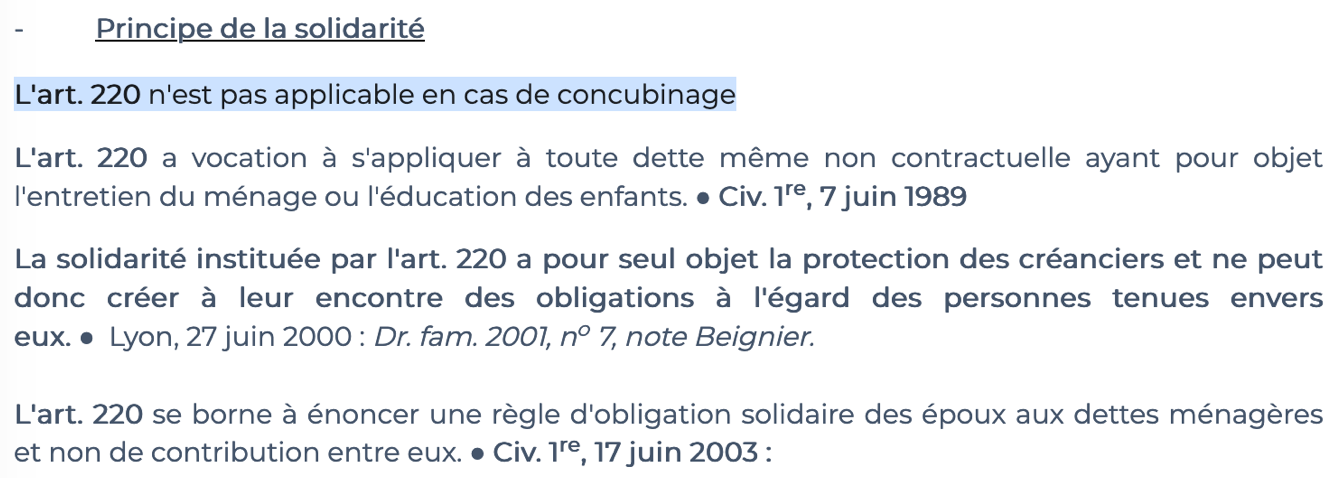 - Principe de la solidarité
L'art. 220 n'est pas applicable en cas de concubinage
L'art. 220 a vocation à s'appliquer à toute dette même non contractuelle ayant pour objet
l'entretien du ménage ou l'éducation des enfants. ● Civ. 1re, 7 juin 1989
La solidarité instituée par l'art. 220 a pour seul objet la protection des créanciers et ne peut
donc créer à leur encontre des obligations à l'égard des personnes tenues envers
eux. ● Lyon, 27 juin 2000 : Dr. fam. 2001, nº 7, note Beignier.
L'art. 220 se borne à énoncer une règle d'obligation solidaire des époux aux dettes ménagères
et non de contribution entre eux. ● Civ. 1re, 17 juin 2003 :